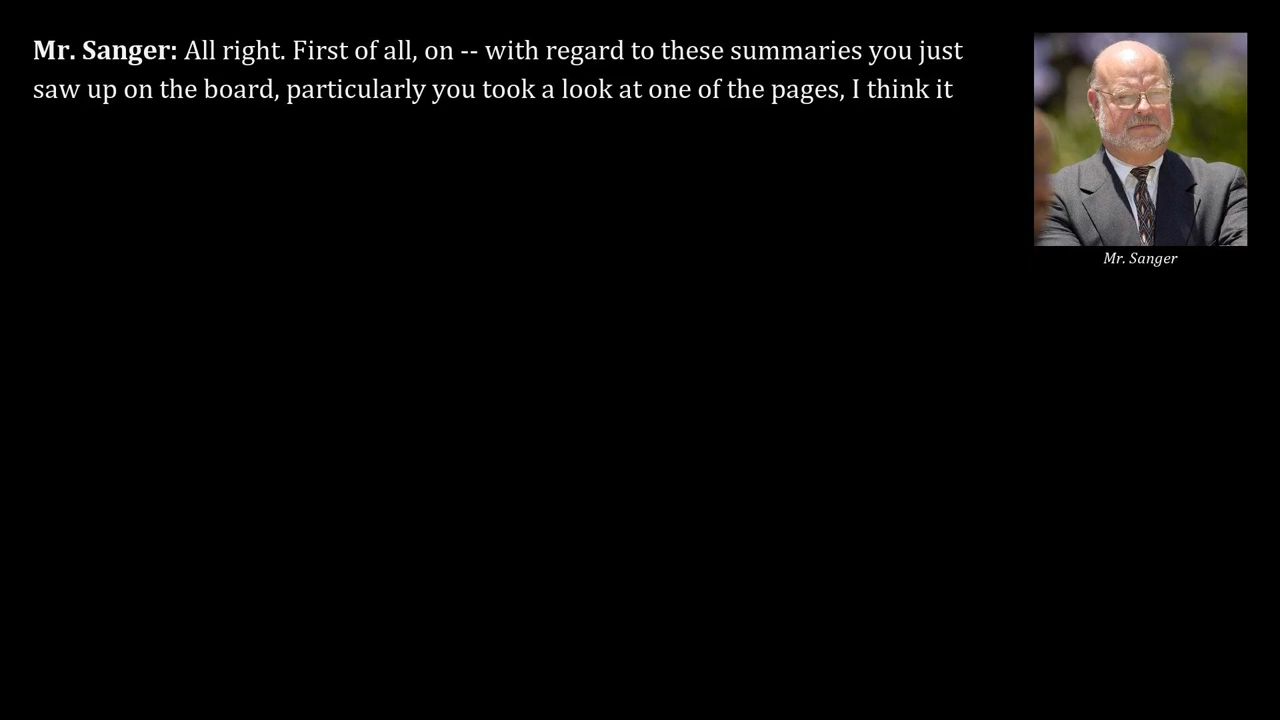 Mr. Sanger: All right. First of all, on -- with regard to these summaries you just
saw up on the board, particularly you took a look at one of the pages, I think it
Mr. Sanger